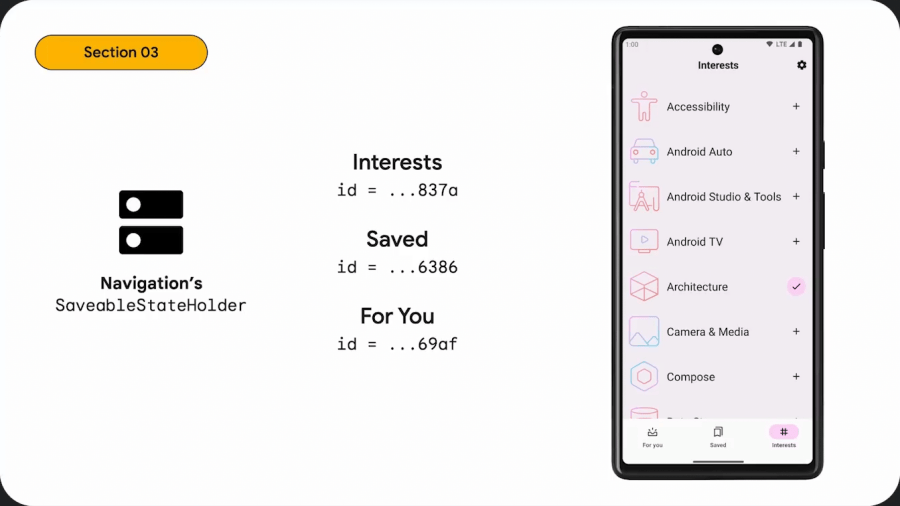 Section 03
Navigation's
SaveableStateHolder
Interests
id = ...837a
Saved
id = ...6386
For You
id = ...69af
1:00
LTE
Interests
Accessibility +
Android Auto +
Android Studio & Tools +
Android TV +
Architecture
Camera & Media +
Compose +
For you
Saved
Interests